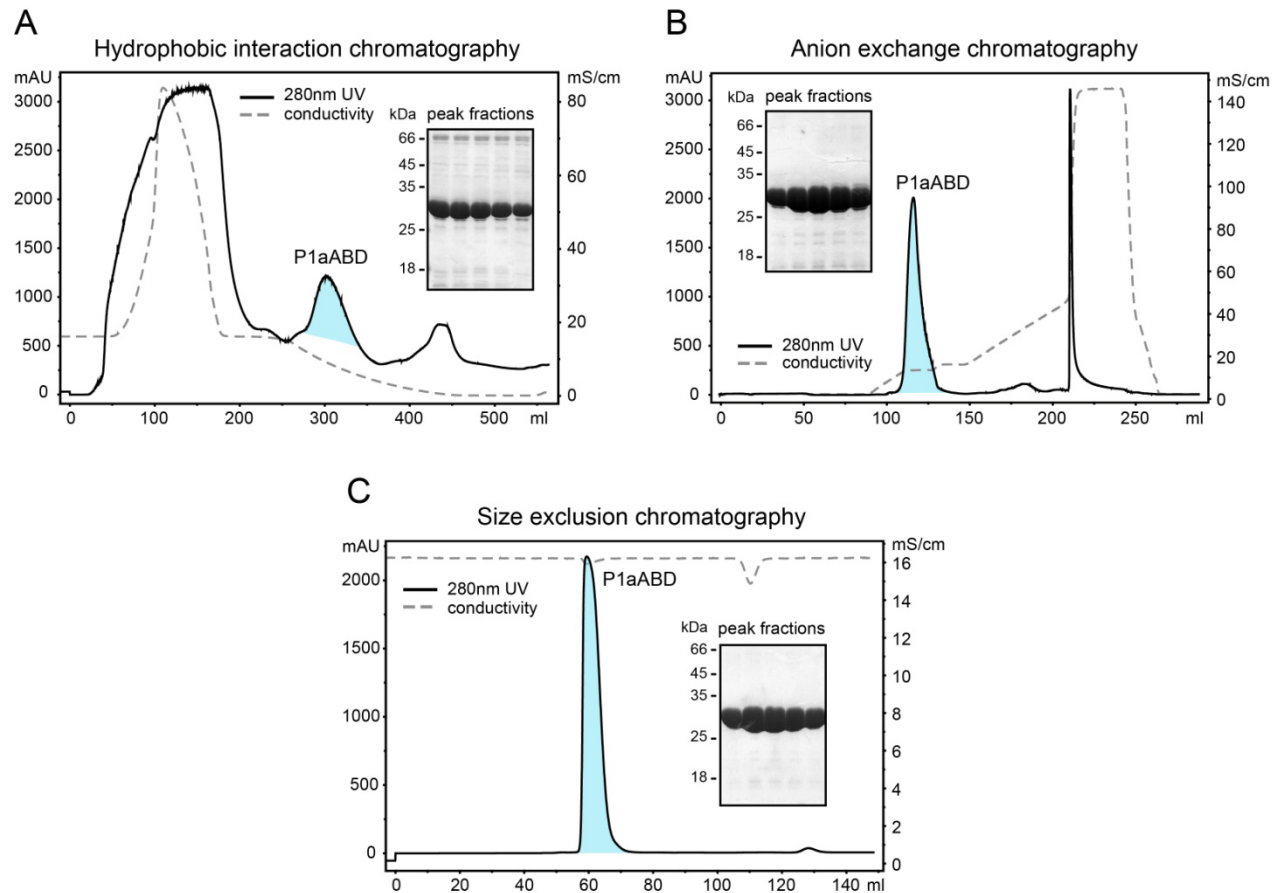 A
Hydrophobic interaction chromatography
mAU
mS/cm
3000
2500
2000
1500
1000
500
0
80
60
40
20
0
280nm UV
conductivity
kDa peak fractions
66
45
35
25
18
P1aABD
0 100 200 300 400 500 ml
B
Anion exchange chromatography
mAU
mS/cm
3000
2500
2000
1500
1000
500
0
140
120
100
80
60
40
20
0
kDa peak fractions
66
45
35
25
18
P1aABD
280nm UV
conductivity
0 50 100 150 200 250 ml
C
Size exclusion chromatography
mAU
mS/cm
2000
1500
1000
500
0
16
14
12
10
8
6
4
2
0
280nm UV
conductivity
P1aABD
kDa peak fractions
66
45
35
25
18
0 20 40 60 80 100 120 140 ml